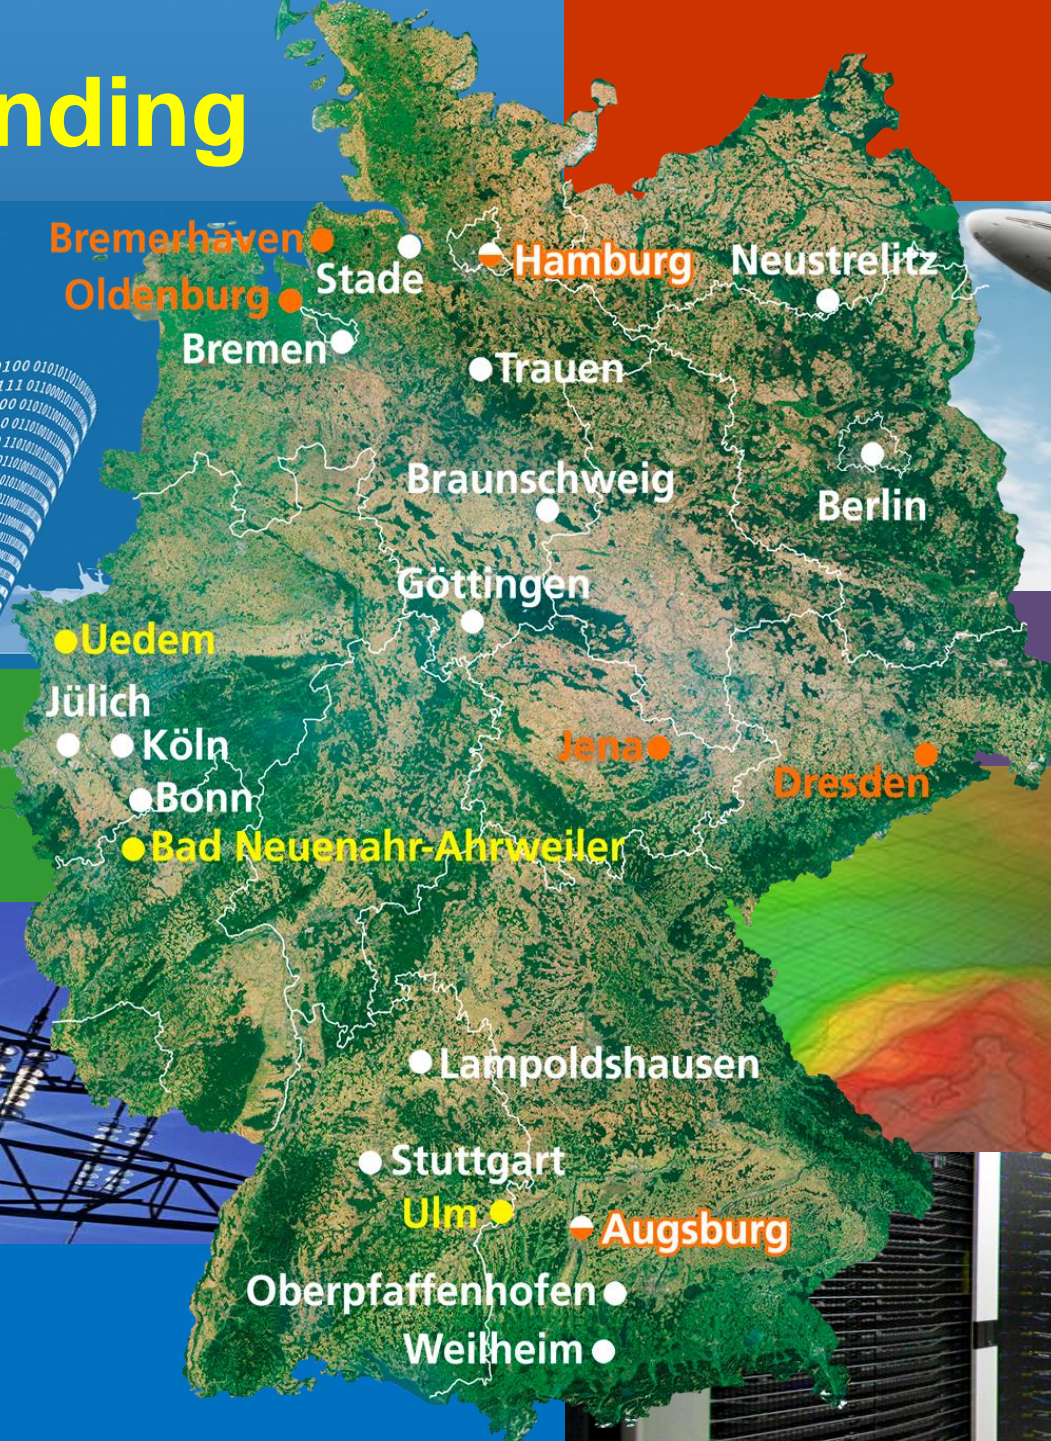 nding
Bremerhaven
Stade
Hamburg
Neustrelitz
Oldenburg
Bremen
Trauen
Braunschweig
Berlin
Göttingen
Uedem
Jülich
Köln
Jena
Dresden
Bonn
Bad Neuenahr-Ahrweiler
Lampoldshausen
Stuttgart
Ulm
Augsburg
Oberpfaffenhofen
Weilheim